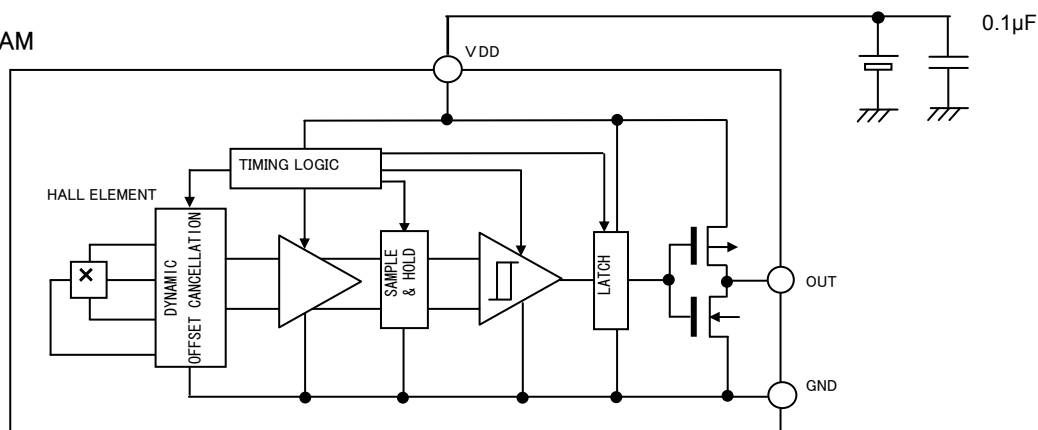 AM
0.1µF
VDD
TIMING LOGIC
HALL ELEMENT
DYNAMIC
OFFSET CANCELLATION
SAMPLE
& HOLD
LATCH
OUT
GND